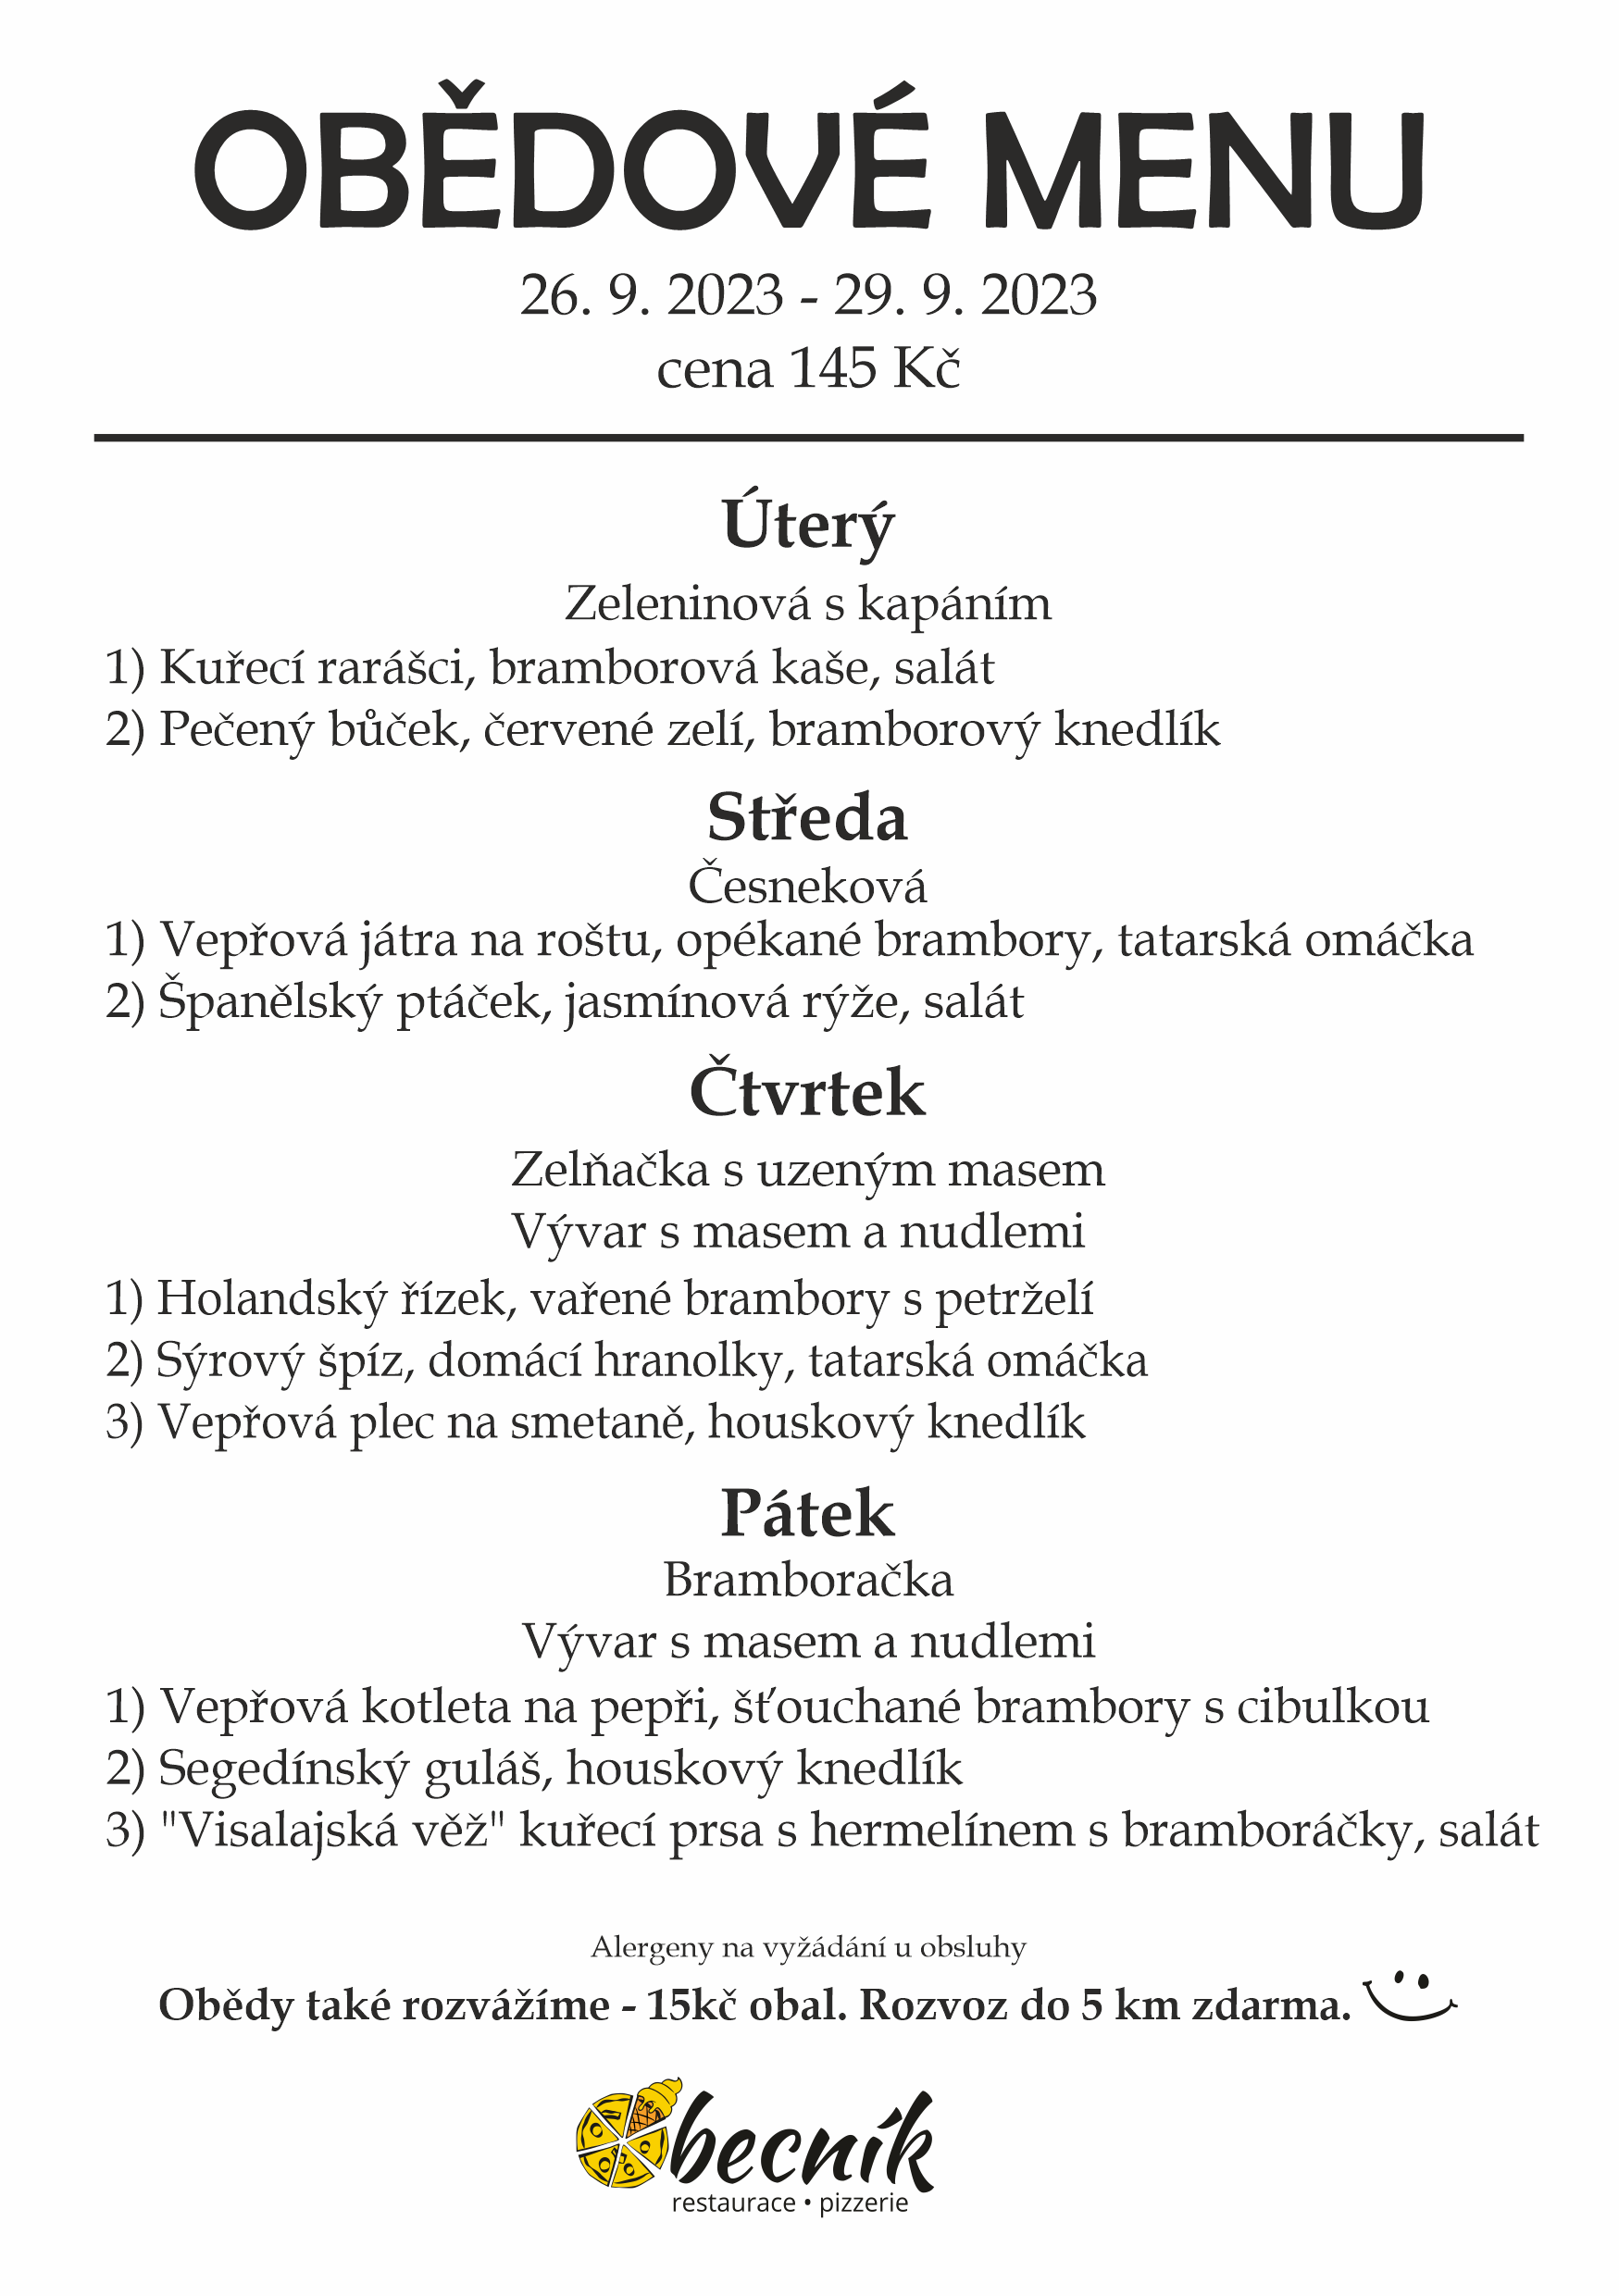 OBĚDOVÉ MENU
26. 9. 2023 - 29. 9. 2023
cena 145 Kč
Úterý
Zeleninová s kapáním
1) Kuřecí rarášci, bramborová kaše, salát
2) Pečený bůček, červené zelí, bramborový knedlík
Středa
Česneková
1) Vepřová játra na roštu, opékané brambory, tatarská omáčka
2) Španělský ptáček, jasmínová rýže, salát
Čtvrtek
Zelňačka s uzeným masem
Vývar s masem a nudlemi
1) Holandský řízek, vařené brambory s petrželí
2) Sýrový špíz, domácí hranolky, tatarská omáčka
3) Vepřová plec na smetaně, houskový knedlík
Pátek
Bramboračka
Vývar s masem a nudlemi
1) Vepřová kotleta na pepři, šťouchané brambory s cibulkou
2) Segedínský guláš, houskový knedlík
3) "Visalajská věž" kuřecí prsa s hermelínem s bramboráčky, salát
Alergeny na vyžádání u obsluhy
Obědy také rozvážíme - 15kč obal. Rozvoz do 5 km zdarma.
Obecník
restaurace • pizzerie